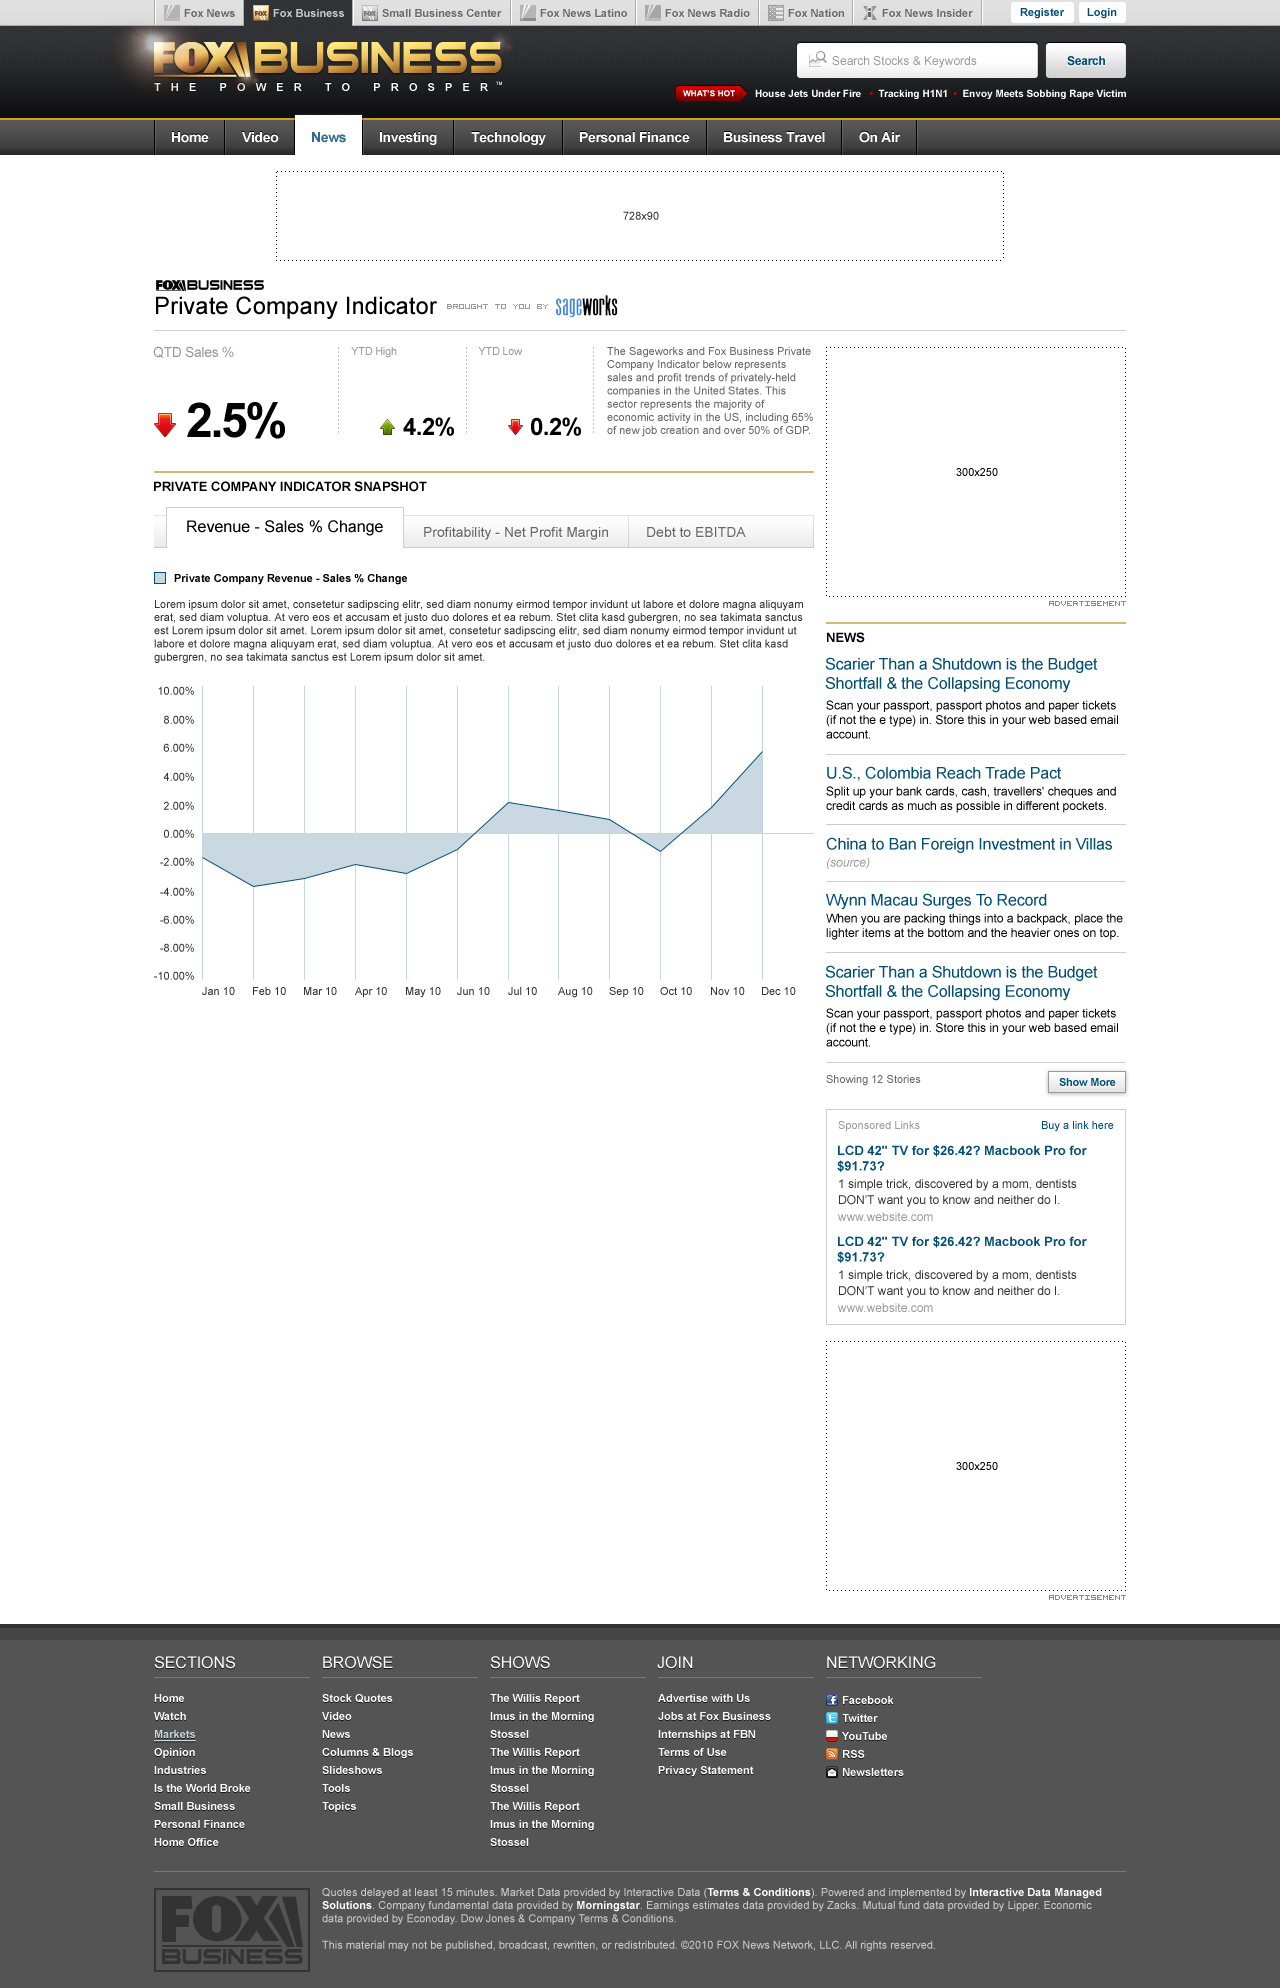 Fox News
Fox Business
Small Business Center
Fox News Latino
Fox News Radio
Fox Nation
Fox News Insider
Register
Login
FOX BUSINESS
THE POWER TO PROSPER™
Search Stocks & Keywords
Search
WHAT'S HOT
House Jets Under Fire • Tracking H1N1 • Envoy Meets Sobbing Rape Victim
Home
Video
News
Investing
Technology
Personal Finance
Business Travel
On Air
728x90
FOX BUSINESS
Private Company Indicator BROUGHT TO YOU BY sageworks
QTD Sales %
2.5%
YTD High
4.2%
YTD Low
0.2%
The Sageworks and Fox Business Private
Company Indicator below represents
sales and profit trends of privately-held
companies in the United States. This
sector represents the majority of
economic activity in the US, including 65%
of new job creation and over 50% of GDP.
PRIVATE COMPANY INDICATOR SNAPSHOT
Revenue - Sales % Change
Profitability - Net Profit Margin
Debt to EBITDA
Private Company Revenue - Sales % Change
Lorem ipsum dolor sit amet, consetetur sadipscing elitr, sed diam nonumy eirmod tempor invidunt ut labore et dolore magna aliquyam
erat, sed diam voluptua. At vero eos et accusam et justo duo dolores et ea rebum. Stet clita kasd gubergren, no sea takimata sanctus
est Lorem ipsum dolor sit amet. Lorem ipsum dolor sit amet, consetetur sadipscing elitr, sed diam nonumy eirmod tempor invidunt ut
labore et dolore magna aliquyam erat, sed diam voluptua. At vero eos et accusam et justo duo dolores et ea rebum. Stet clita kasd
gubergren, no sea takimata sanctus est Lorem ipsum dolor sit amet.
10.00%
8.00%
6.00%
4.00%
2.00%
0.00%
-2.00%
-4.00%
-6.00%
-8.00%
-10.00%
Jan 10
Feb 10
Mar 10
Apr 10
May 10
Jun 10
Jul 10
Aug 10
Sep 10
Oct 10
Nov 10
Dec 10
300x250
ADVERTISEMENT
NEWS
Scarier Than a Shutdown is the Budget
Shortfall & the Collapsing Economy
Scan your passport, passport photos and paper tickets
(if not the e type) in. Store this in your web based email
account.
U.S., Colombia Reach Trade Pact
Split up your bank cards, cash, travellers' cheques and
credit cards as much as possible in different pockets.
China to Ban Foreign Investment in Villas
(source)
Wynn Macau Surges To Record
When you are packing things into a backpack, place the
lighter items at the bottom and the heavier ones on top.
Scarier Than a Shutdown is the Budget
Shortfall & the Collapsing Economy
Scan your passport, passport photos and paper tickets
(if not the e type) in. Store this in your web based email
account.
Showing 12 Stories
Show More
Sponsored Links
Buy a link here
LCD 42" TV for $26.42? Macbook Pro for
$91.73?
1 simple trick, discovered by a mom, dentists
DON'T want you to know and neither do I.
www.website.com
LCD 42" TV for $26.42? Macbook Pro for
$91.73?
1 simple trick, discovered by a mom, dentists
DON'T want you to know and neither do I.
www.website.com
300x250
ADVERTISEMENT
SECTIONS
Home
Watch
Markets
Opinion
Industries
Is the World Broke
Small Business
Personal Finance
Home Office
BROWSE
Stock Quotes
Video
News
Columns & Blogs
Slideshows
Tools
Topics
SHOWS
The Willis Report
Imus in the Morning
Stossel
The Willis Report
Imus in the Morning
Stossel
The Willis Report
Imus in the Morning
Stossel
JOIN
Advertise with Us
Jobs at Fox Business
Internships at FBN
Terms of Use
Privacy Statement
NETWORKING
Facebook
Twitter
YouTube
RSS
Newsletters
FOX
BUSINESS
Quotes delayed at least 15 minutes. Market Data provided by Interactive Data (Terms & Conditions). Powered and implemented by Interactive Data Managed
Solutions. Company fundamental data provided by Morningstar. Earnings estimates data provided by Zacks. Mutual fund data provided by Lipper. Economic
data provided by Econoday. Dow Jones & Company Terms & Conditions.
This material may not be published, broadcast, rewritten, or redistributed. ©2010 FOX News Network, LLC. All rights reserved.